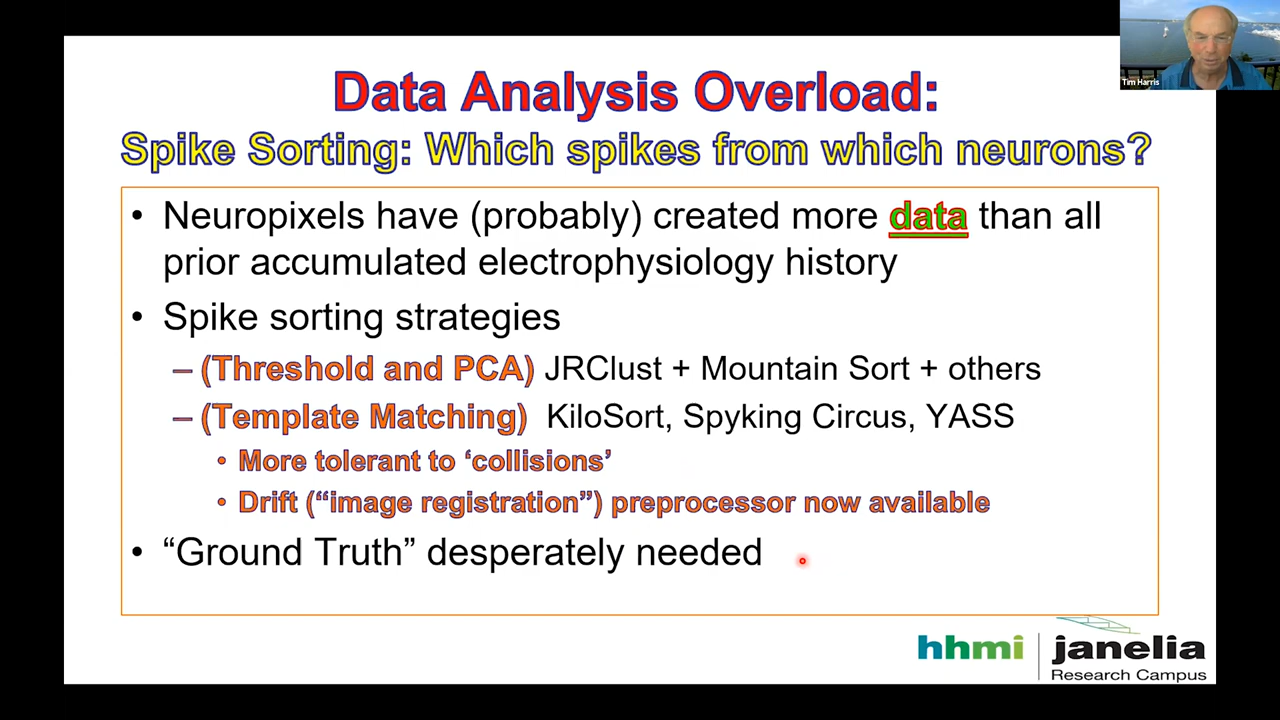 Tim Harris
Data Analysis Overload:
Spike Sorting: Which spikes from which neurons?
• Neuropixels have (probably) created more data than all
prior accumulated electrophysiology history
• Spike sorting strategies
– (Threshold and PCA) JRClust + Mountain Sort + others
– (Template Matching) KiloSort, Spyking Circus, YASS
• More tolerant to ‘collisions’
• Drift (“image registration”) preprocessor now available
• “Ground Truth” desperately needed
hhmi janelia
Research Campus